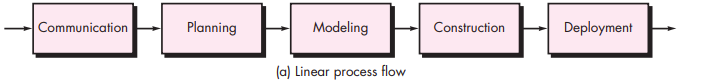 Communication Planning Modeling Construction Deployment
(a) Linear process flow